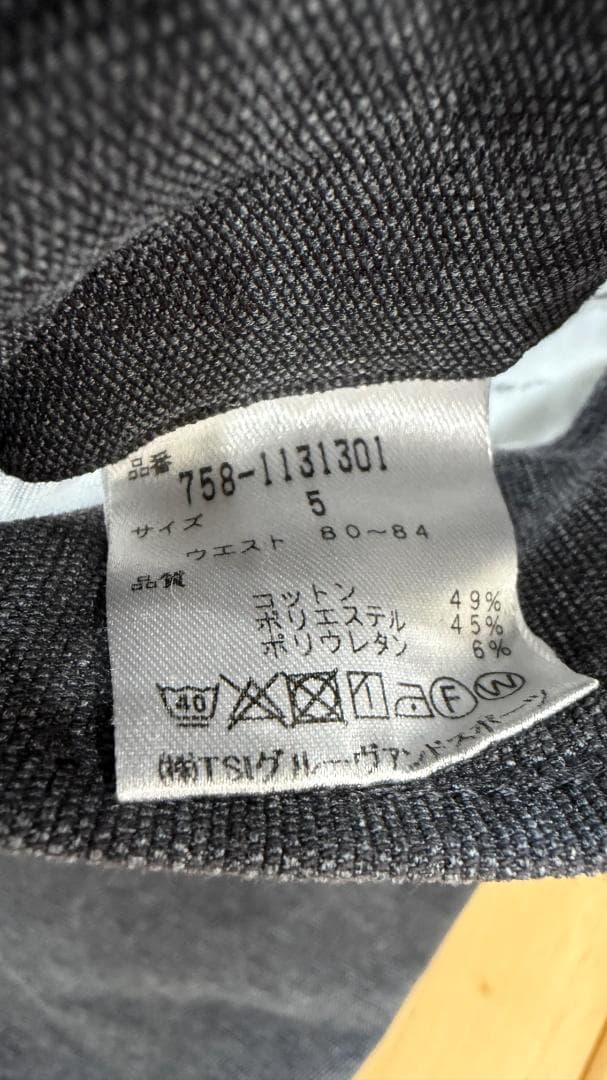 品番
758-1131301
サイズ 5
ウエスト 80~84
品質
コットン 49%
ポリエステル 45%
ポリウレタン 6%
40 F W
(株)TSIグルーヴアンドスポーツ